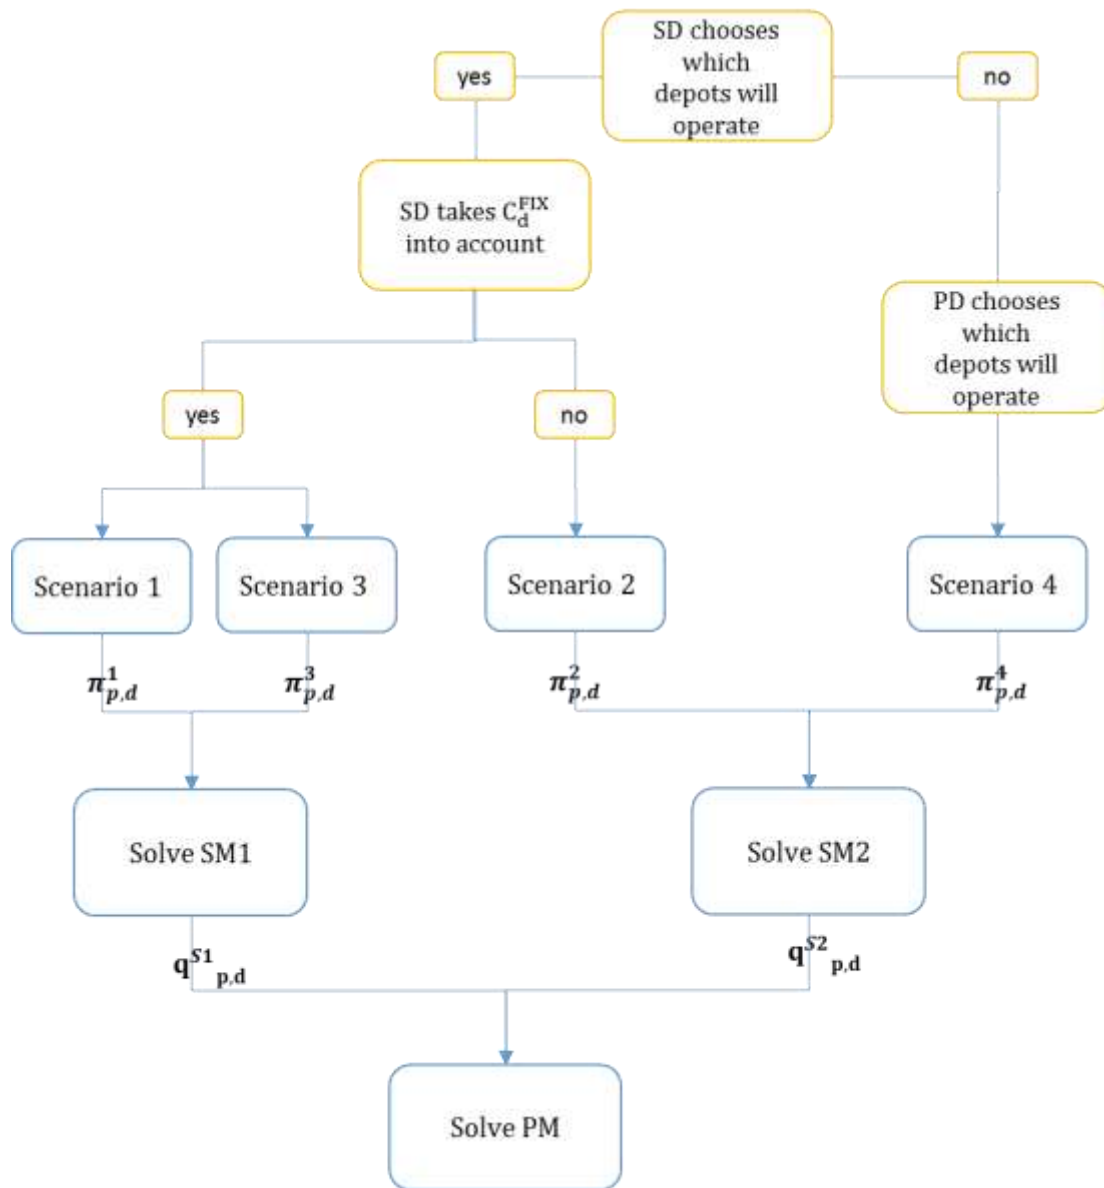 SD chooses
which
depots will
operate
yes
no
SD takes C_d^FIX
into account
PD chooses
which
depots will
operate
yes
no
Scenario 1
Scenario 3
Scenario 2
Scenario 4
π^1_p,d
π^3_p,d
π^2_p,d
π^4_p,d
Solve SM1
Solve SM2
q^S1_p,d
q^S2_p,d
Solve PM